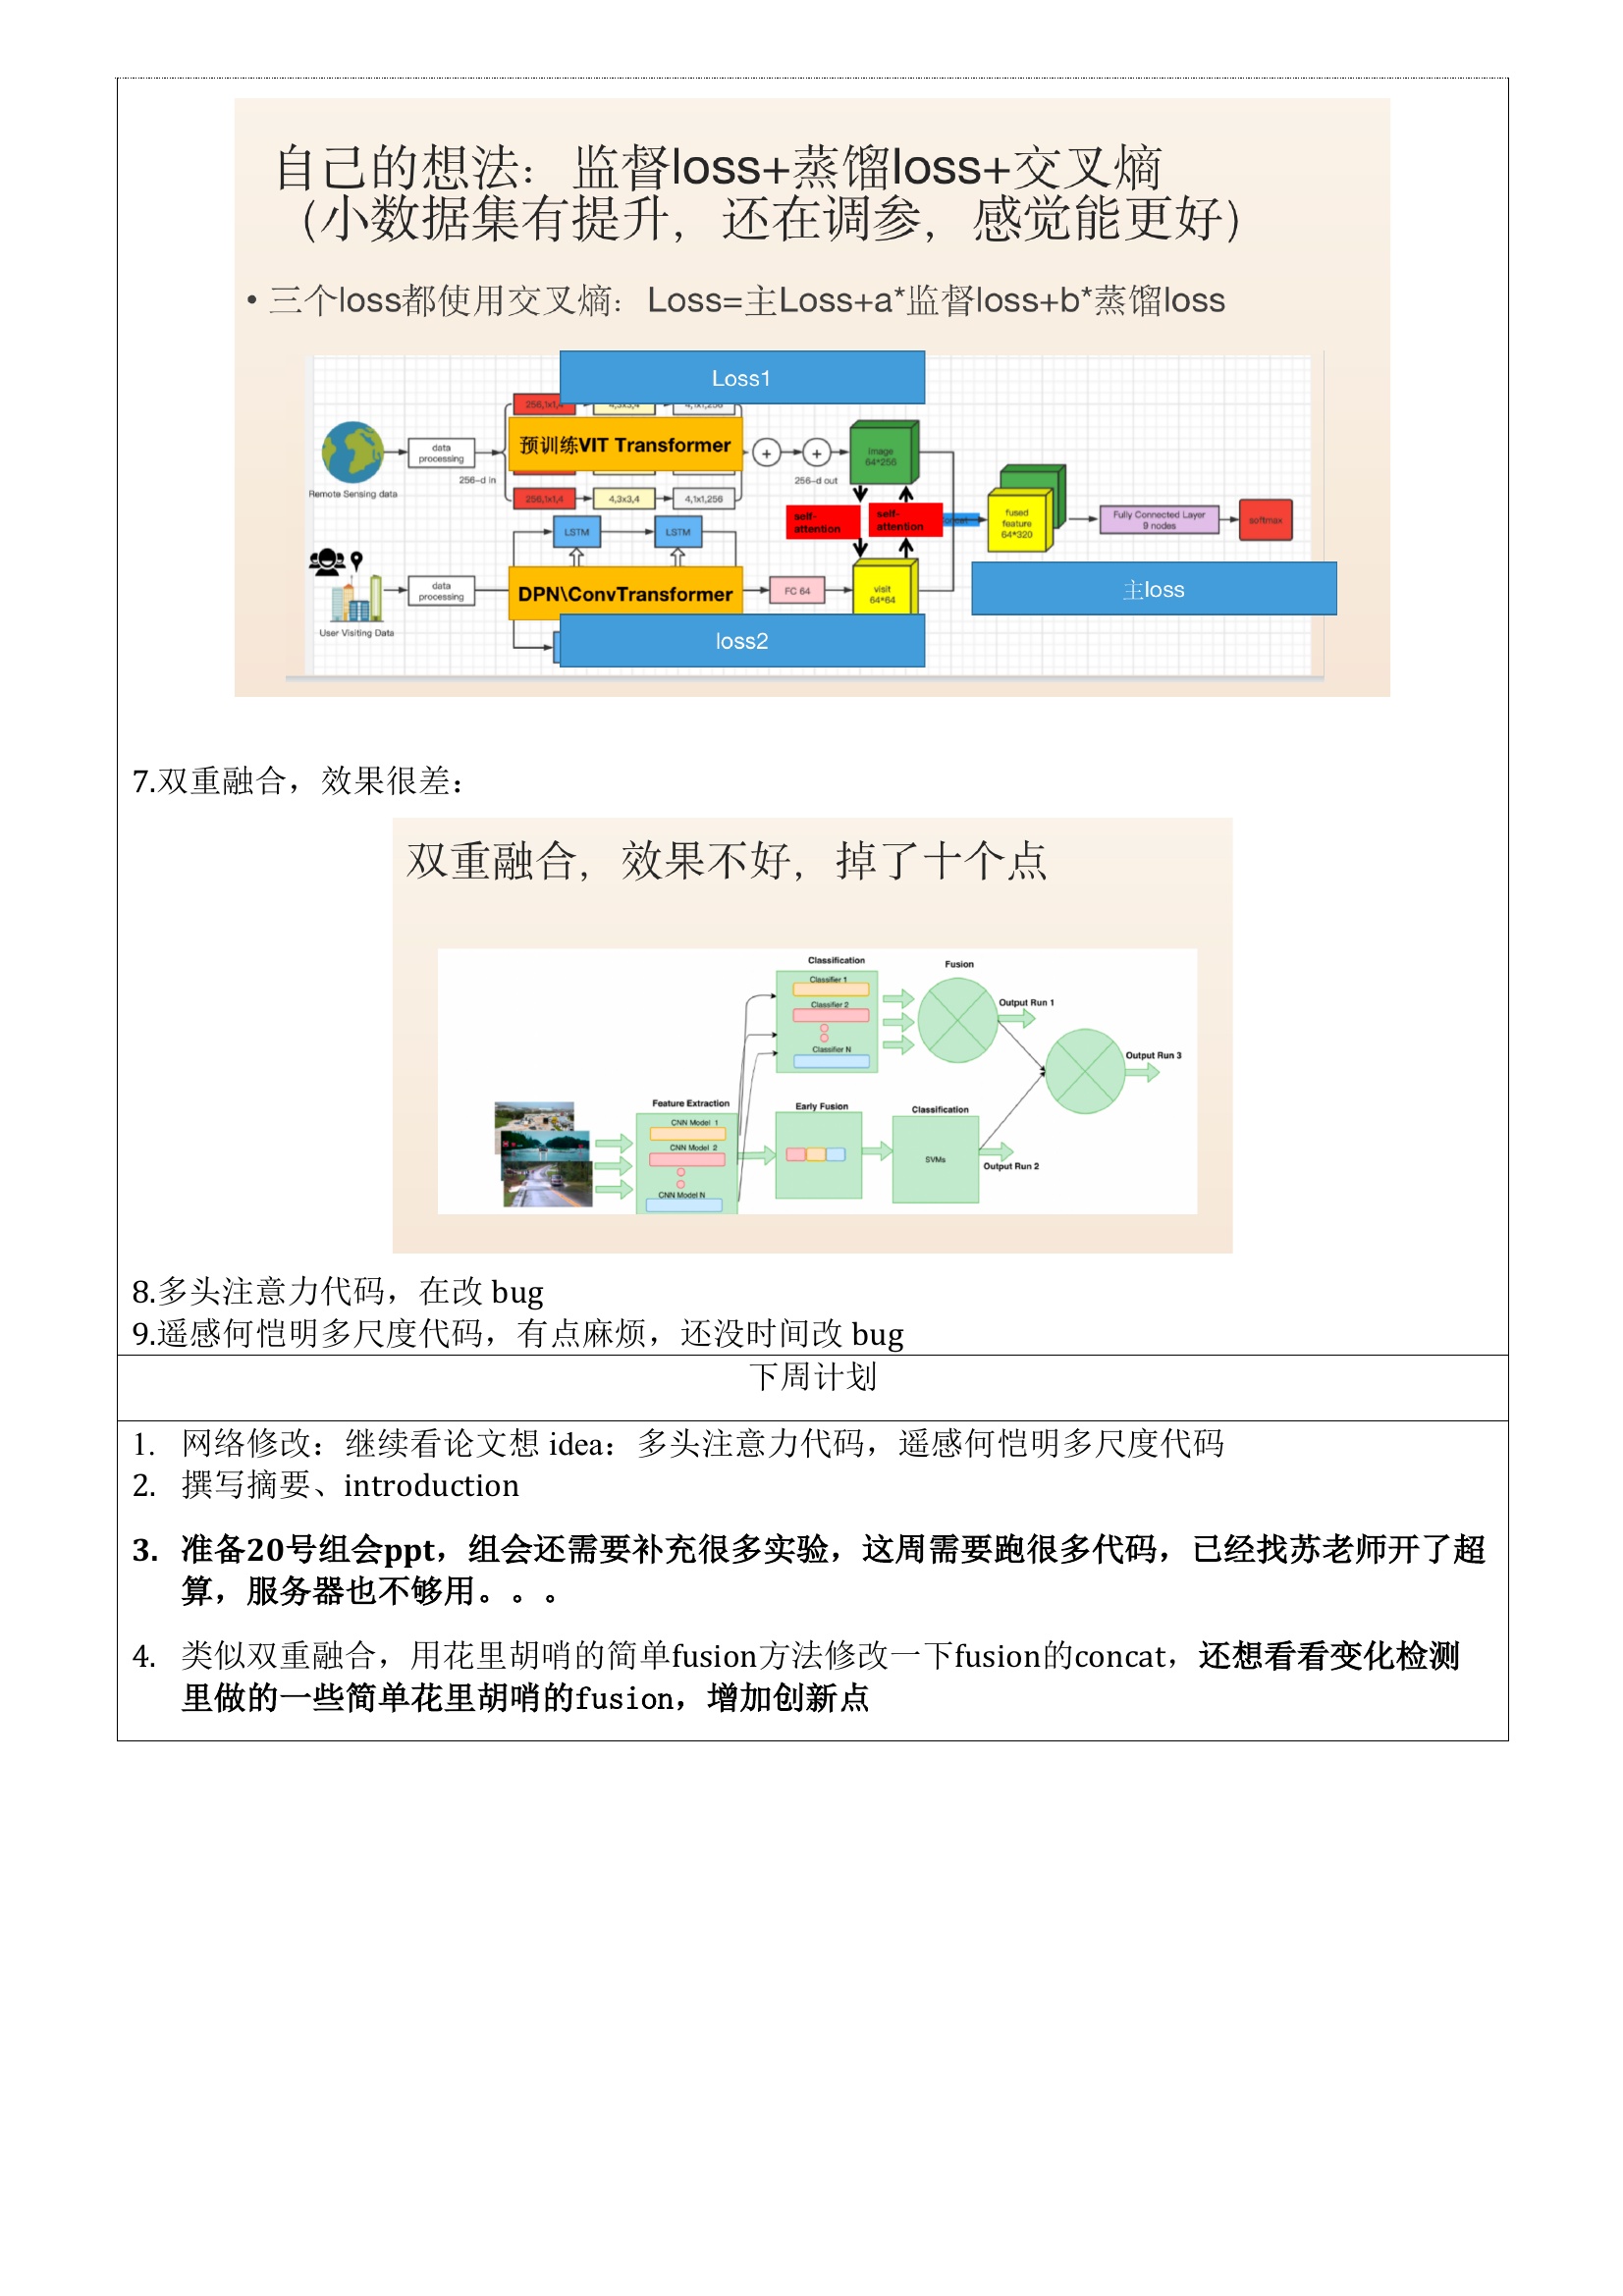 自己的想法：监督loss+蒸馏loss+交叉熵
（小数据集有提升，还在调参，感觉能更好）
• 三个loss都使用交叉熵：Loss=主Loss+a*监督loss+b*蒸馏loss
Loss1
256,1x1,4
4,3x3,4
4,1x1,256
预训练VIT Transformer
data
processing
256-d in
256-d out
image
64*256
Remote Sensing data
256,1x1,4
4,3x3,4
4,1x1,256
self-
attention
self-
attention
fused
feature
64*320
Fully Connected Layer
9 nodes
softmax
LSTM
LSTM
data
processing
DPN\ConvTransformer
FC 64
visit
64*64
主loss
User Visiting Data
loss2
7.双重融合，效果很差：
双重融合，效果不好，掉了十个点
Classification
Fusion
Classifier 1
Classifier 2
Classifier N
Output Run 1
Output Run 3
Feature Extraction
Early Fusion
Classification
CNN Model 1
CNN Model 2
CNN Model N
SVMs
Output Run 2
8.多头注意力代码，在改 bug
9.遥感何恺明多尺度代码，有点麻烦，还没时间改 bug
下周计划
1. 网络修改：继续看论文想 idea：多头注意力代码，遥感何恺明多尺度代码
2. 撰写摘要、introduction
3. 准备20号组会ppt，组会还需要补充很多实验，这周需要跑很多代码，已经找苏老师开了超
算，服务器也不够用。。。
4. 类似双重融合，用花里胡哨的简单fusion方法修改一下fusion的concat，还想看看变化检测
里做的一些简单花里胡哨的fusion，增加创新点